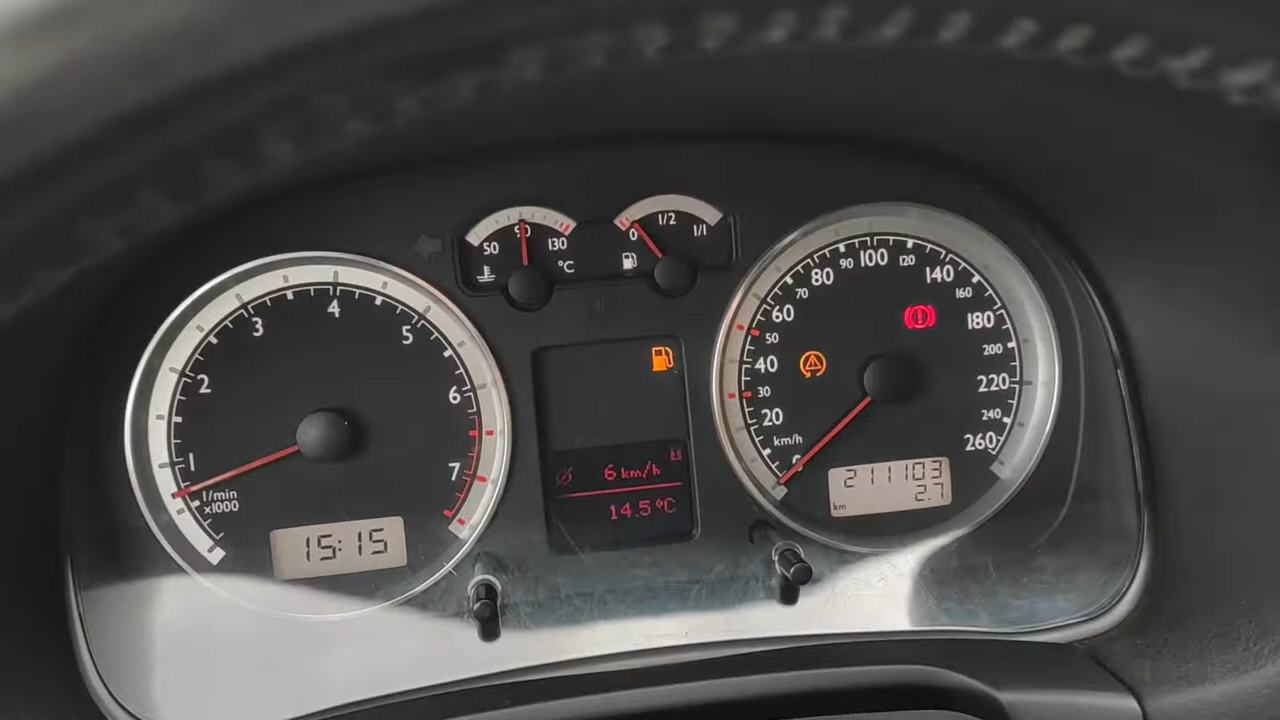 50 90 130
°C
0 1/2 1/1
1 2 3 4 5 6 7
l/min
x1000
15:15
6 km/h
14.5°C
20 30 40 50 60 70 80 90 100 120 140 160 180 200 220 240 260
km/h
211103
km 2.7